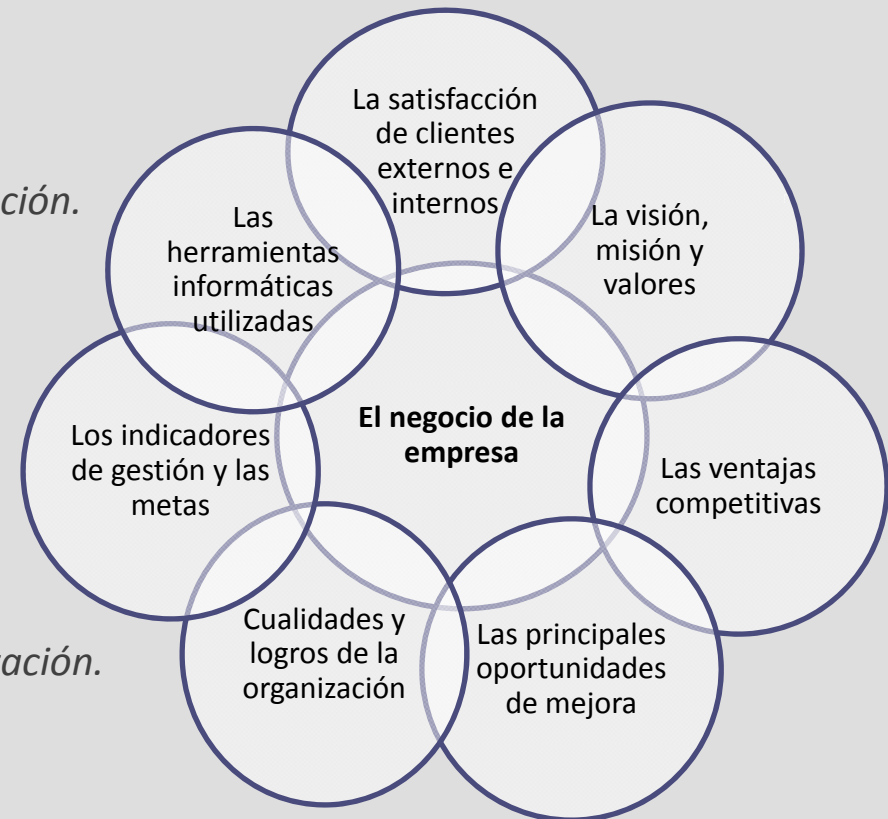 La satisfacción
de clientes
externos e
internos
La visión,
misión y
valores
Las ventajas
competitivas
Las principales
oportunidades
de mejora
Cualidades y
logros de la
organización
Los indicadores
de gestión y las
metas
Las
herramientas
informáticas
utilizadas
El negocio de la
empresa
ción.
ación.